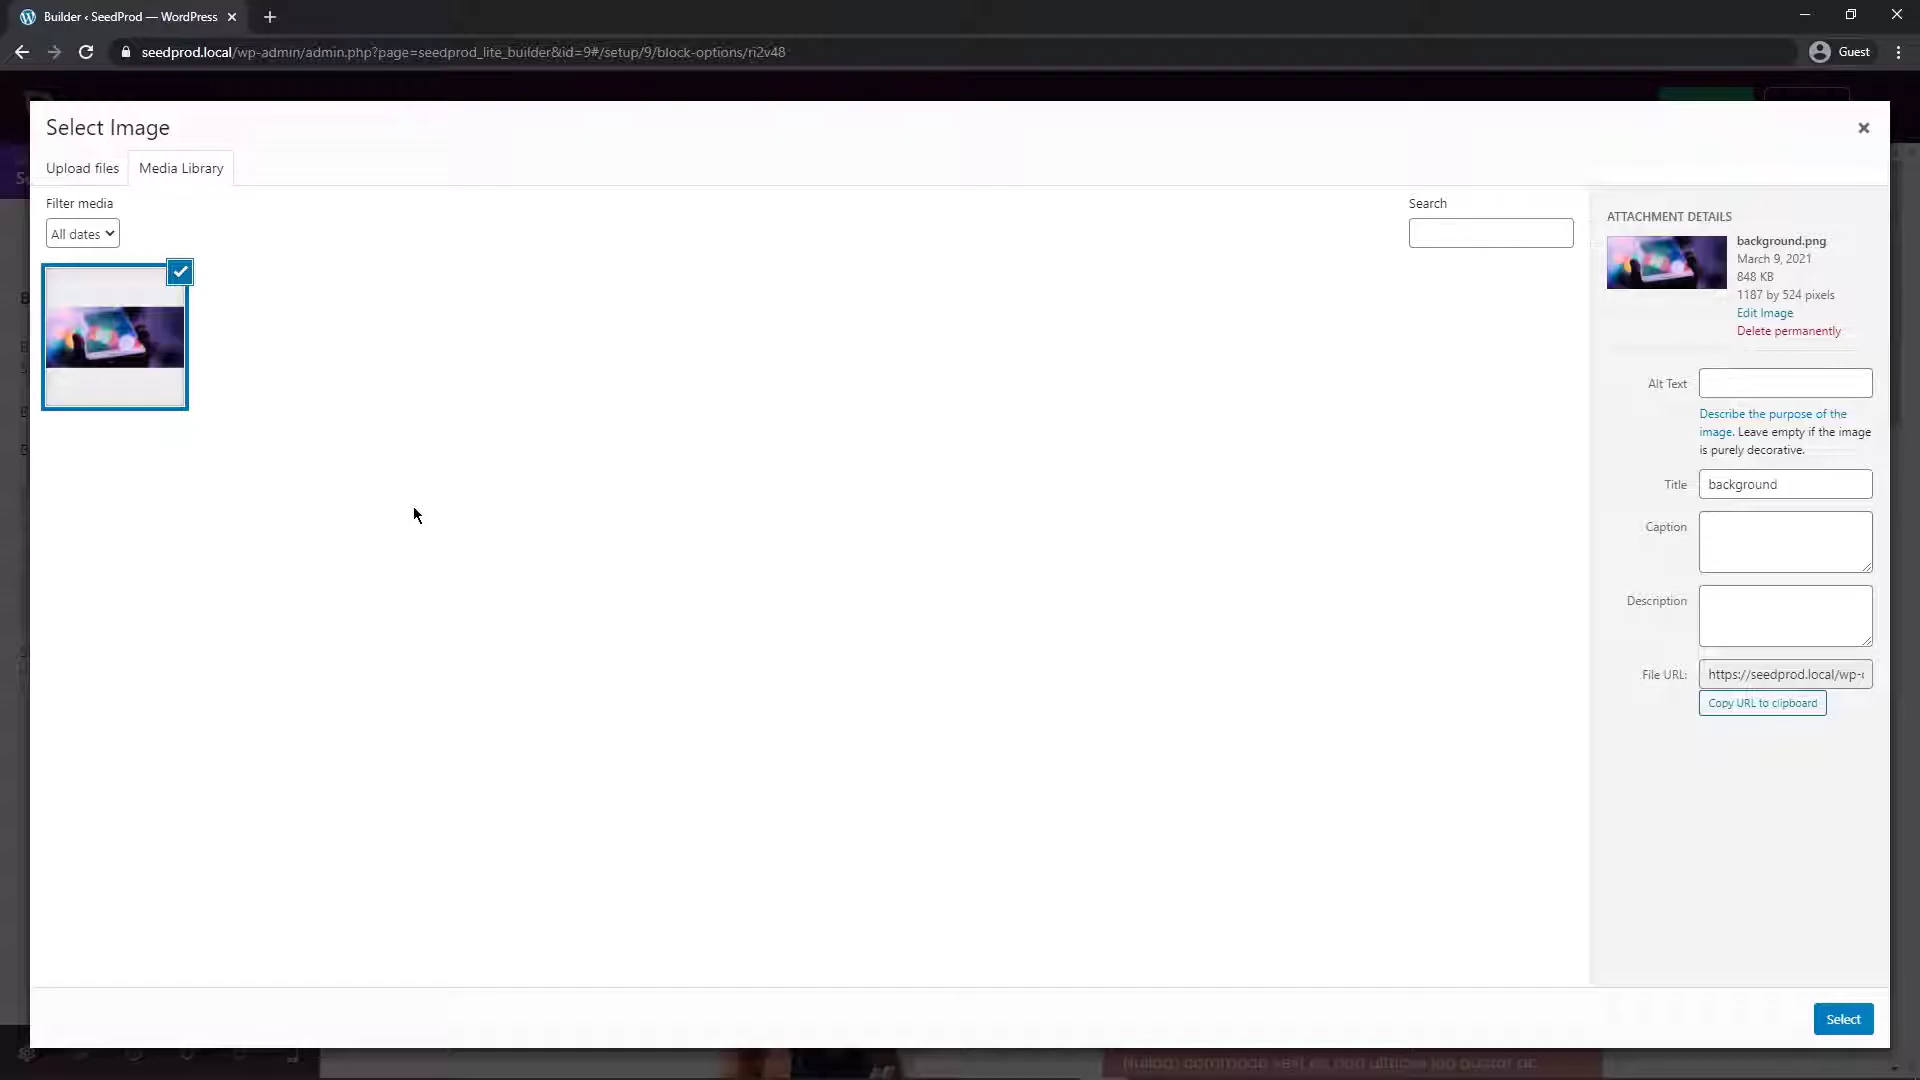 Builder ‹ SeedProd — WordPress
seedprod.local/wp-admin/admin.php?page=seedprod_lite_builder&id=9#/setup/9/block-options/ri2v48
Guest
Select Image
Upload files
Media Library
Filter media
All dates
Search
ATTACHMENT DETAILS
background.png
March 9, 2021
848 KB
1187 by 524 pixels
Edit Image
Delete permanently
Alt Text
Describe the purpose of the
image. Leave empty if the image
is purely decorative.
Title
background
Caption
Description
File URL:
https://seedprod.local/wp-
Copy URL to clipboard
Select